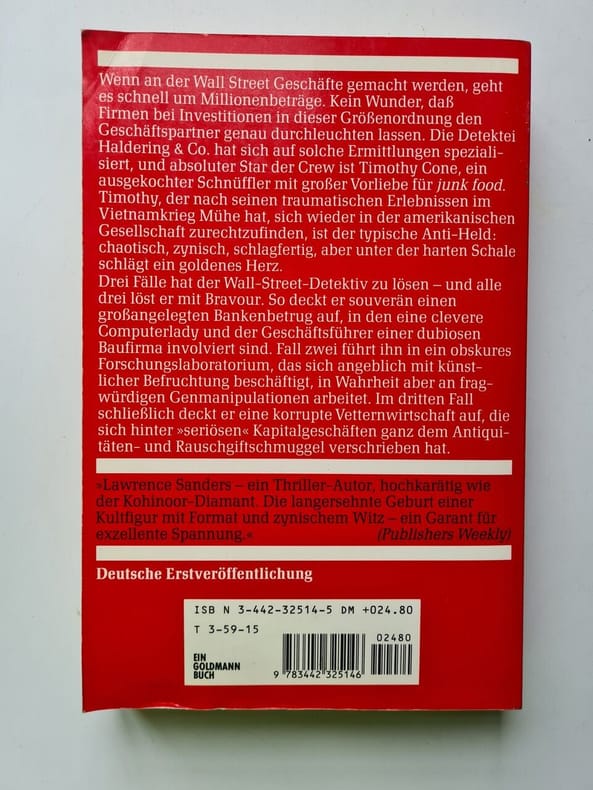 Wenn an der Wall Street Geschäfte gemacht werden, geht
es schnell um Millionenbeträge. Kein Wunder, daß
Firmen bei Investitionen in dieser Größenordnung den
Geschäftspartner genau durchleuchten lassen. Die Detektei
Haldering & Co. hat sich auf solche Ermittlungen speziali-
siert, und absoluter Star der Crew ist Timothy Cone, ein
ausgekochter Schnüffler mit großer Vorliebe für junk food.
Timothy, der nach seinen traumatischen Erlebnissen im
Vietnamkrieg Mühe hat, sich wieder in der amerikanischen
Gesellschaft zurechtzufinden, ist der typische Anti-Held:
chaotisch, zynisch, schlagfertig, aber unter der harten Schale
schlägt ein goldenes Herz.
Drei Fälle hat der Wall-Street-Detektiv zu lösen – und alle
drei löst er mit Bravour. So deckt er souverän einen
großangelegten Bankenbetrug auf, in den eine clevere
Computerlady und der Geschäftsführer einer dubiosen
Baufirma involviert sind. Fall zwei führt ihn in ein obskures
Forschungslaboratorium, das sich angeblich mit künst-
licher Befruchtung beschäftigt, in Wahrheit aber an frag-
würdigen Genmanipulationen arbeitet. Im dritten Fall
schließlich deckt er eine korrupte Vetternwirtschaft auf, die
sich hinter »seriösen« Kapitalgeschäften ganz dem Antiqui-
täten- und Rauschgiftschmuggel verschrieben hat.
»Lawrence Sanders – ein Thriller-Autor, hochkarätig wie
der Kohinoor-Diamant. Die langersehnte Geburt einer
Kultfigur mit Format und zynischem Witz – ein Garant für
exzellente Spannung.« (Publishers Weekly)
Deutsche Erstveröffentlichung
ISB N 3-442-32514-5 DM +024.80
T 3-59-15
02480
EIN
GOLDMANN
BUCH
9 783442 325146